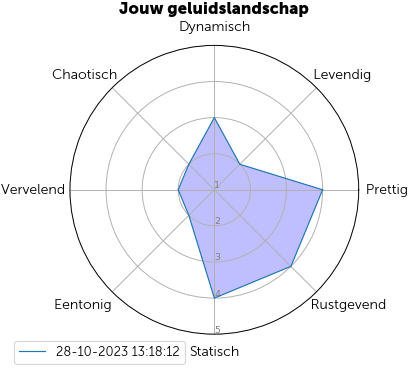 Jouw geluidslandschap
Dynamisch
Chaotisch
Levendig
Vervelend
Prettig
1
2
3
4
5
Eentonig
Rustgevend
28-10-2023 13:18:12
Statisch